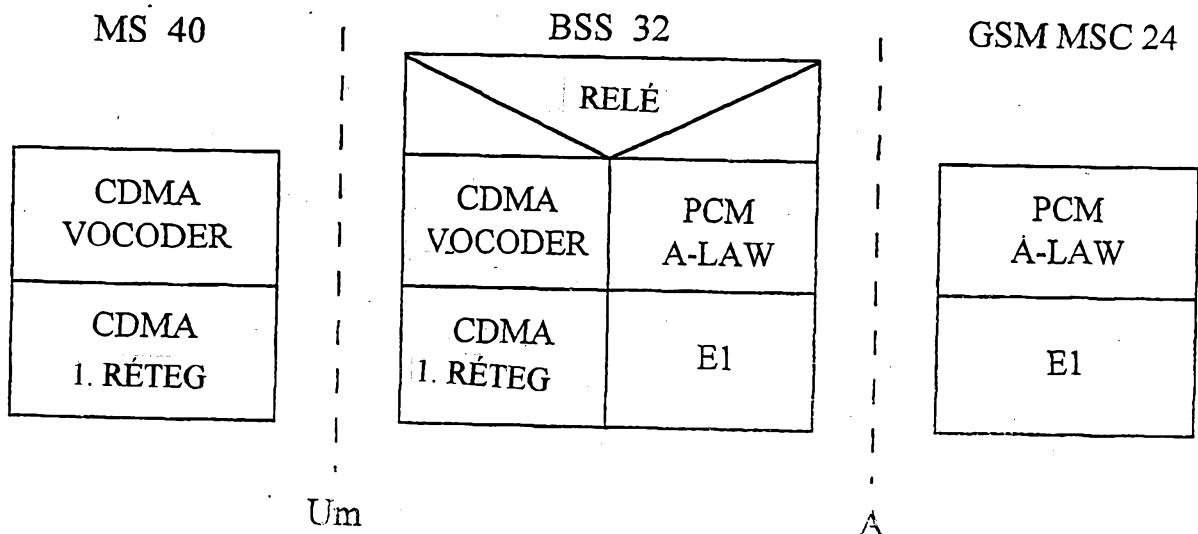 MS 40
BSS 32
GSM MSC 24
RELÉ
CDMA
VOCODER
CDMA
VOCODER
PCM
A-LAW
PCM
A-LAW
CDMA
1. RÉTEG
CDMA
1. RÉTEG
E1
E1
Um
A